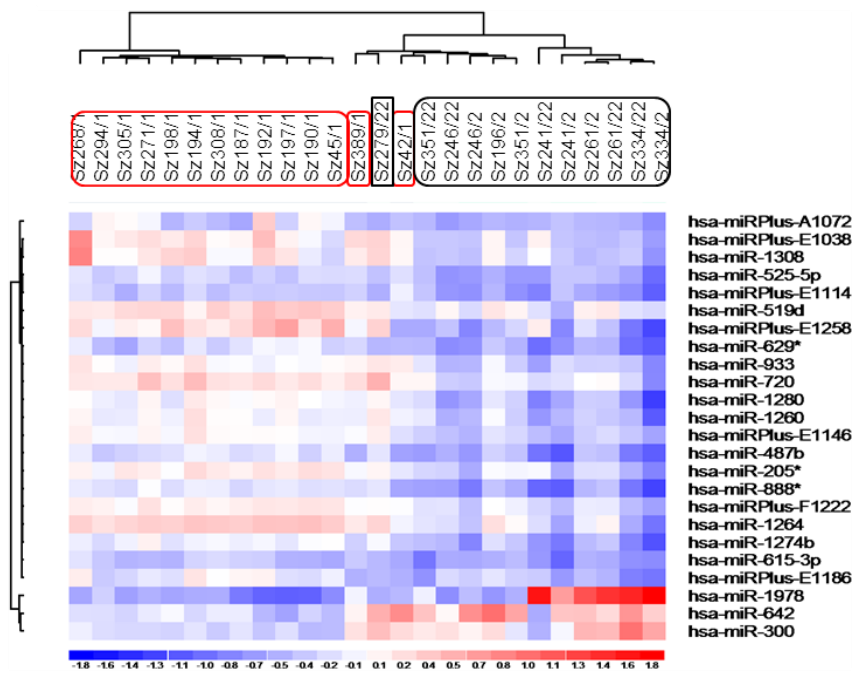 Sz268/1
Sz294/1
Sz305/1
Sz271/1
Sz198/1
Sz194/1
Sz308/1
Sz187/1
Sz192/1
Sz197/1
Sz190/1
Sz45/1
Sz389/1
Sz279/22
Sz42/1
Sz351/22
Sz246/22
Sz246/2
Sz196/2
Sz351/2
Sz241/22
Sz241/2
Sz261/2
Sz261/22
Sz334/22
Sz334/2
hsa-miRPlus-A1072
hsa-miRPlus-E1038
hsa-miR-1308
hsa-miR-525-5p
hsa-miRPlus-E1114
hsa-miR-519d
hsa-miRPlus-E1258
hsa-miR-629*
hsa-miR-933
hsa-miR-720
hsa-miR-1280
hsa-miR-1260
hsa-miRPlus-E1146
hsa-miR-487b
hsa-miR-205*
hsa-miR-888*
hsa-miRPlus-F1222
hsa-miR-1264
hsa-miR-1274b
hsa-miR-615-3p
hsa-miRPlus-E1186
hsa-miR-1978
hsa-miR-642
hsa-miR-300
-1.8 -1.6 -1.4 -1.3 -1.1 -1.0 -0.8 -0.7 -0.5 -0.4 -0.2 -0.1 0.1 0.2 0.4 0.5 0.7 0.8 1.0 1.1 1.3 1.4 1.6 1.8